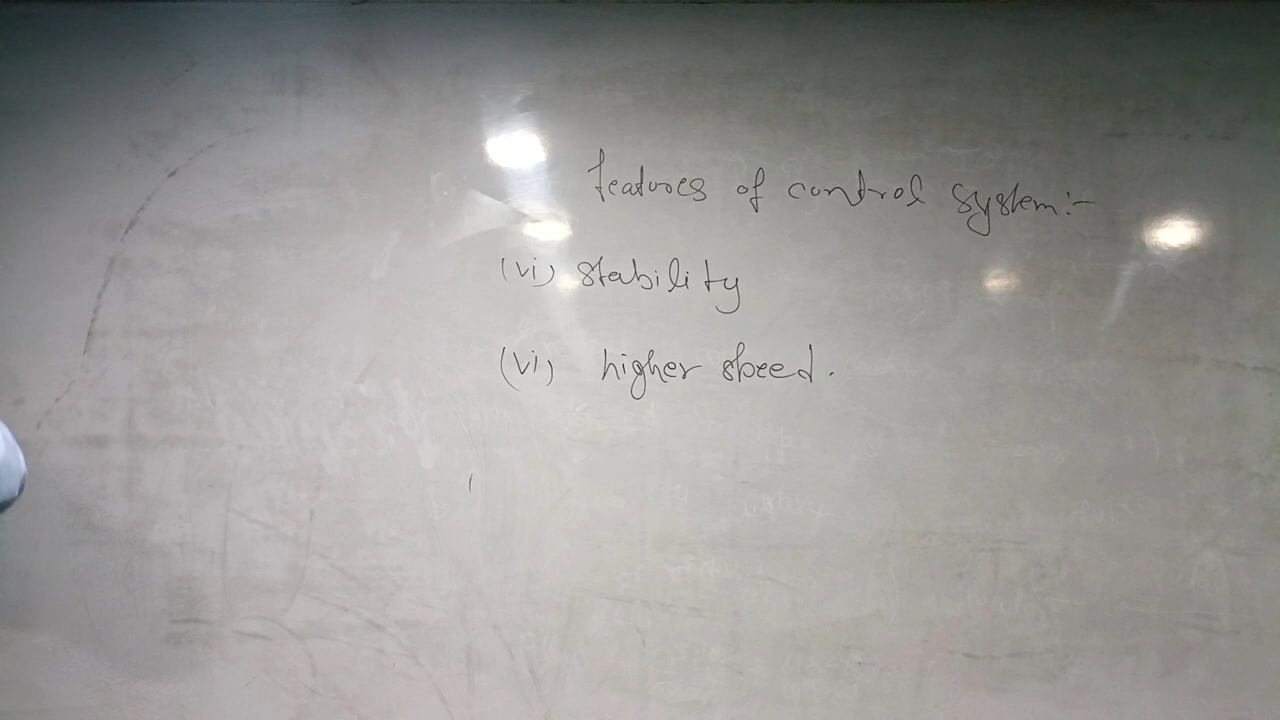 features of control system:-
(vi) stability
(vi) higher speed.